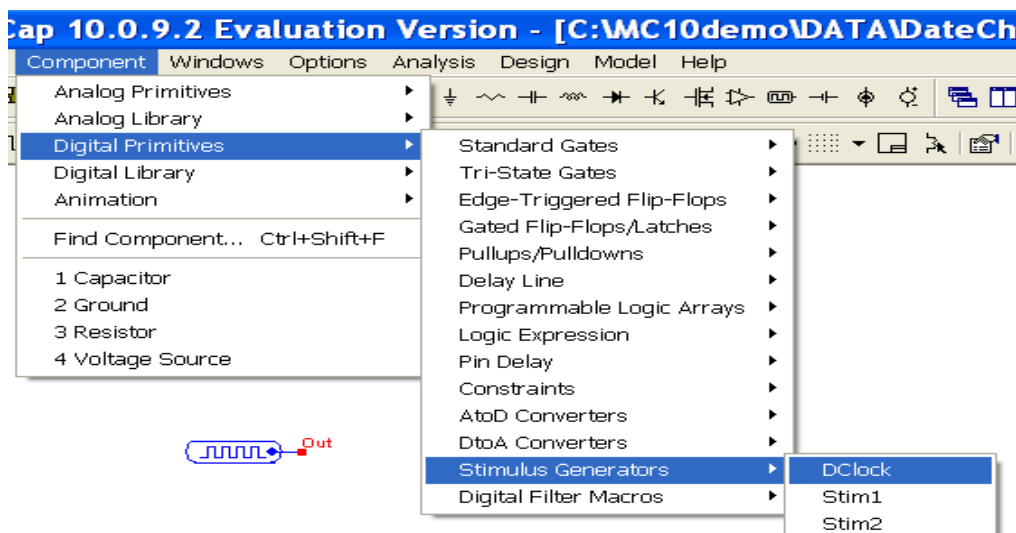 Cap 10.0.9.2 Evaluation Version - [C:\MC10demo\DATA\DateCh
Component Windows Options Analysis Design Model Help
Analog Primitives
Analog Library
Digital Primitives
Digital Library
Animation
Find Component... Ctrl+Shift+F
1 Capacitor
2 Ground
3 Resistor
4 Voltage Source
Standard Gates
Tri-State Gates
Edge-Triggered Flip-Flops
Gated Flip-Flops/Latches
Pullups/Pulldowns
Delay Line
Programmable Logic Arrays
Logic Expression
Pin Delay
Constraints
AtoD Converters
DtoA Converters
Stimulus Generators
Digital Filter Macros
DClock
Stim1
Stim2
Out